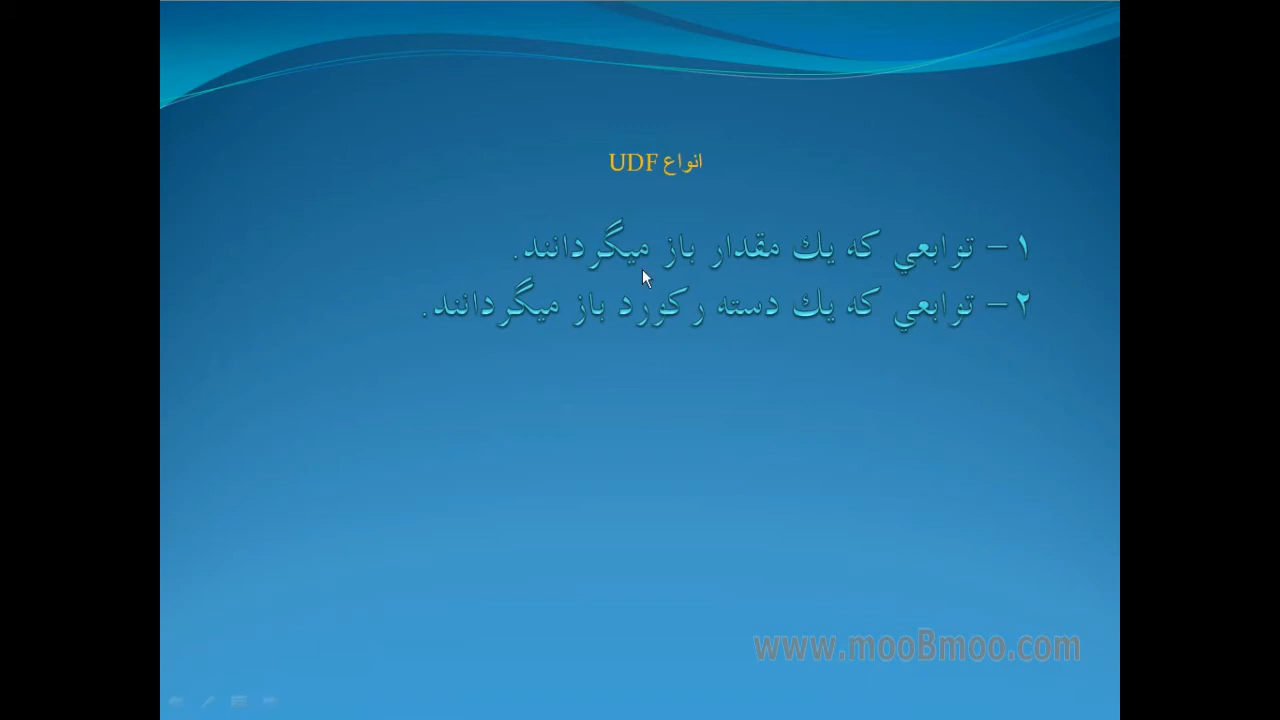 انواع UDF
۱- توابعي كه يك مقدار باز ميگردانند.
۲- توابعي كه يك دسته ركورد باز ميگردانند.
www.mooBmoo.com